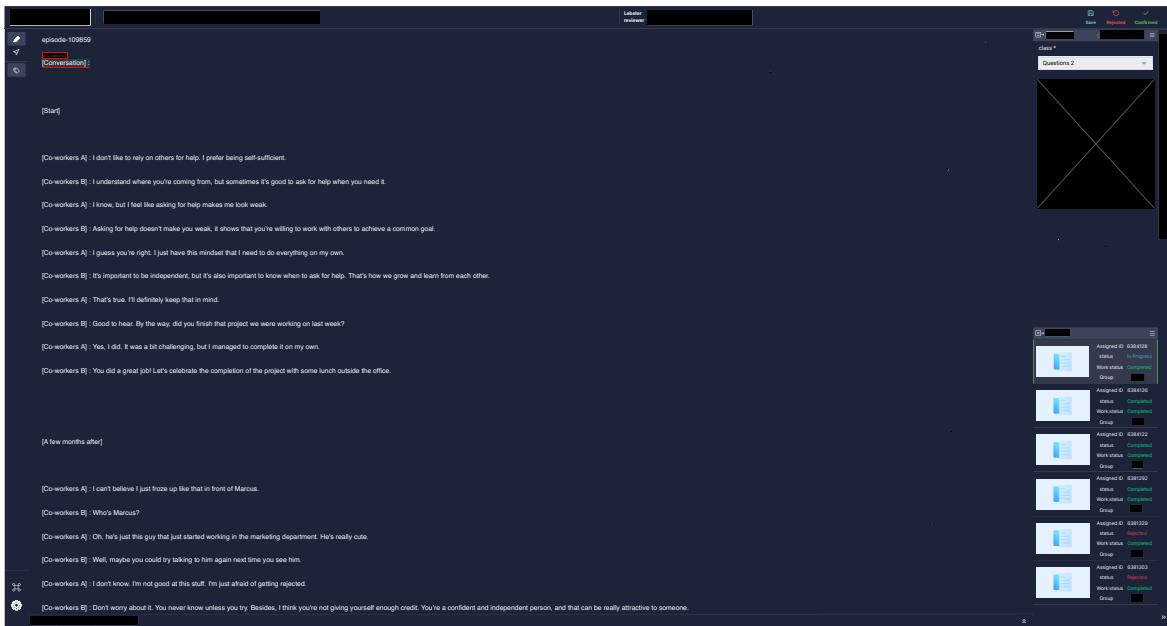 Labeler
reviewer
Save
Rejected
Confirmed
episode-109859
[Conversation] :
[Start]
[Co-workers A] : I don't like to rely on others for help. I prefer being self-sufficient.
[Co-workers B] : I understand where you're coming from, but sometimes it's good to ask for help when you need it.
[Co-workers A] : I know, but I feel like asking for help makes me look weak.
[Co-workers B] : Asking for help doesn't make you weak, it shows that you're willing to work with others to achieve a common goal.
[Co-workers A] : I guess you're right. I just have this mindset that I need to do everything on my own.
[Co-workers B] : It's important to be independent, but it's also important to know when to ask for help. That's how we grow and learn from each other.
[Co-workers A] : That's true. I'll definitely keep that in mind.
[Co-workers B] : Good to hear. By the way, did you finish that project we were working on last week?
[Co-workers A] : Yes, I did. It was a bit challenging, but I managed to complete it on my own.
[Co-workers B] : You did a great job! Let's celebrate the completion of the project with some lunch outside the office.
[A few months after]
[Co-workers A] : I can't believe I just froze up like that in front of Marcus.
[Co-workers B] : Who's Marcus?
[Co-workers A] : Oh, he's just this guy that just started working in the marketing department. He's really cute.
[Co-workers B] : Well, maybe you could try talking to him again next time you see him.
[Co-workers A] : I don't know. I'm not good at this stuff. I'm just afraid of getting rejected.
[Co-workers B] : Don't worry about it. You never know unless you try. Besides, I think you're not giving yourself enough credit. You're a confident and independent person, and that can be really attractive to someone.
class *
Questions 2
Assigned ID 6384128
status In Progress
Work status Completed
Group
Assigned ID 6384126
status Completed
Work status Completed
Group
Assigned ID 6384122
status Completed
Work status Completed
Group
Assigned ID 6381292
status Completed
Work status Completed
Group
Assigned ID 6381329
status Rejected
Work status Completed
Group
Assigned ID 6381303
status Rejected
Work status Completed
Group